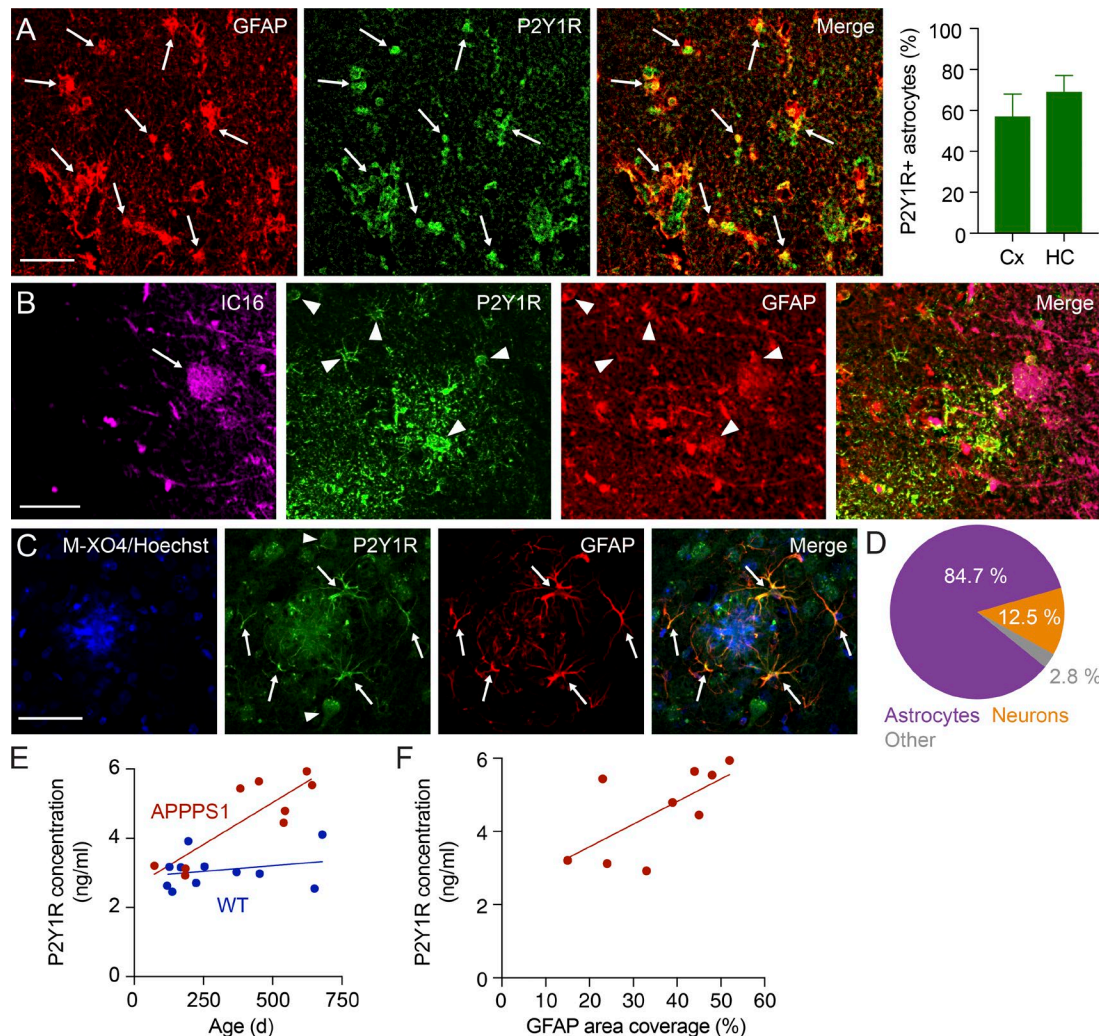 A
GFAP
P2Y1R
Merge
P2Y1R+ astrocytes (%)
100
80
60
40
20
0
Cx HC
B
IC16
P2Y1R
GFAP
Merge
C
M-XO4/Hoechst
P2Y1R
GFAP
Merge
D
84.7 %
12.5 %
2.8 %
Astrocytes Neurons
Other
E
P2Y1R concentration
(ng/ml)
6
4
2
0
APPPS1
WT
0 250 500 750
Age (d)
F
P2Y1R concentration
(ng/ml)
6
4
2
0
0 10 20 30 40 50 60
GFAP area coverage (%)